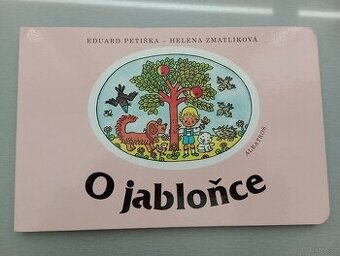 EDUARD PETIŠKA – HELENA ZMATLÍKOVÁ
ALBATROS
O jabloňce